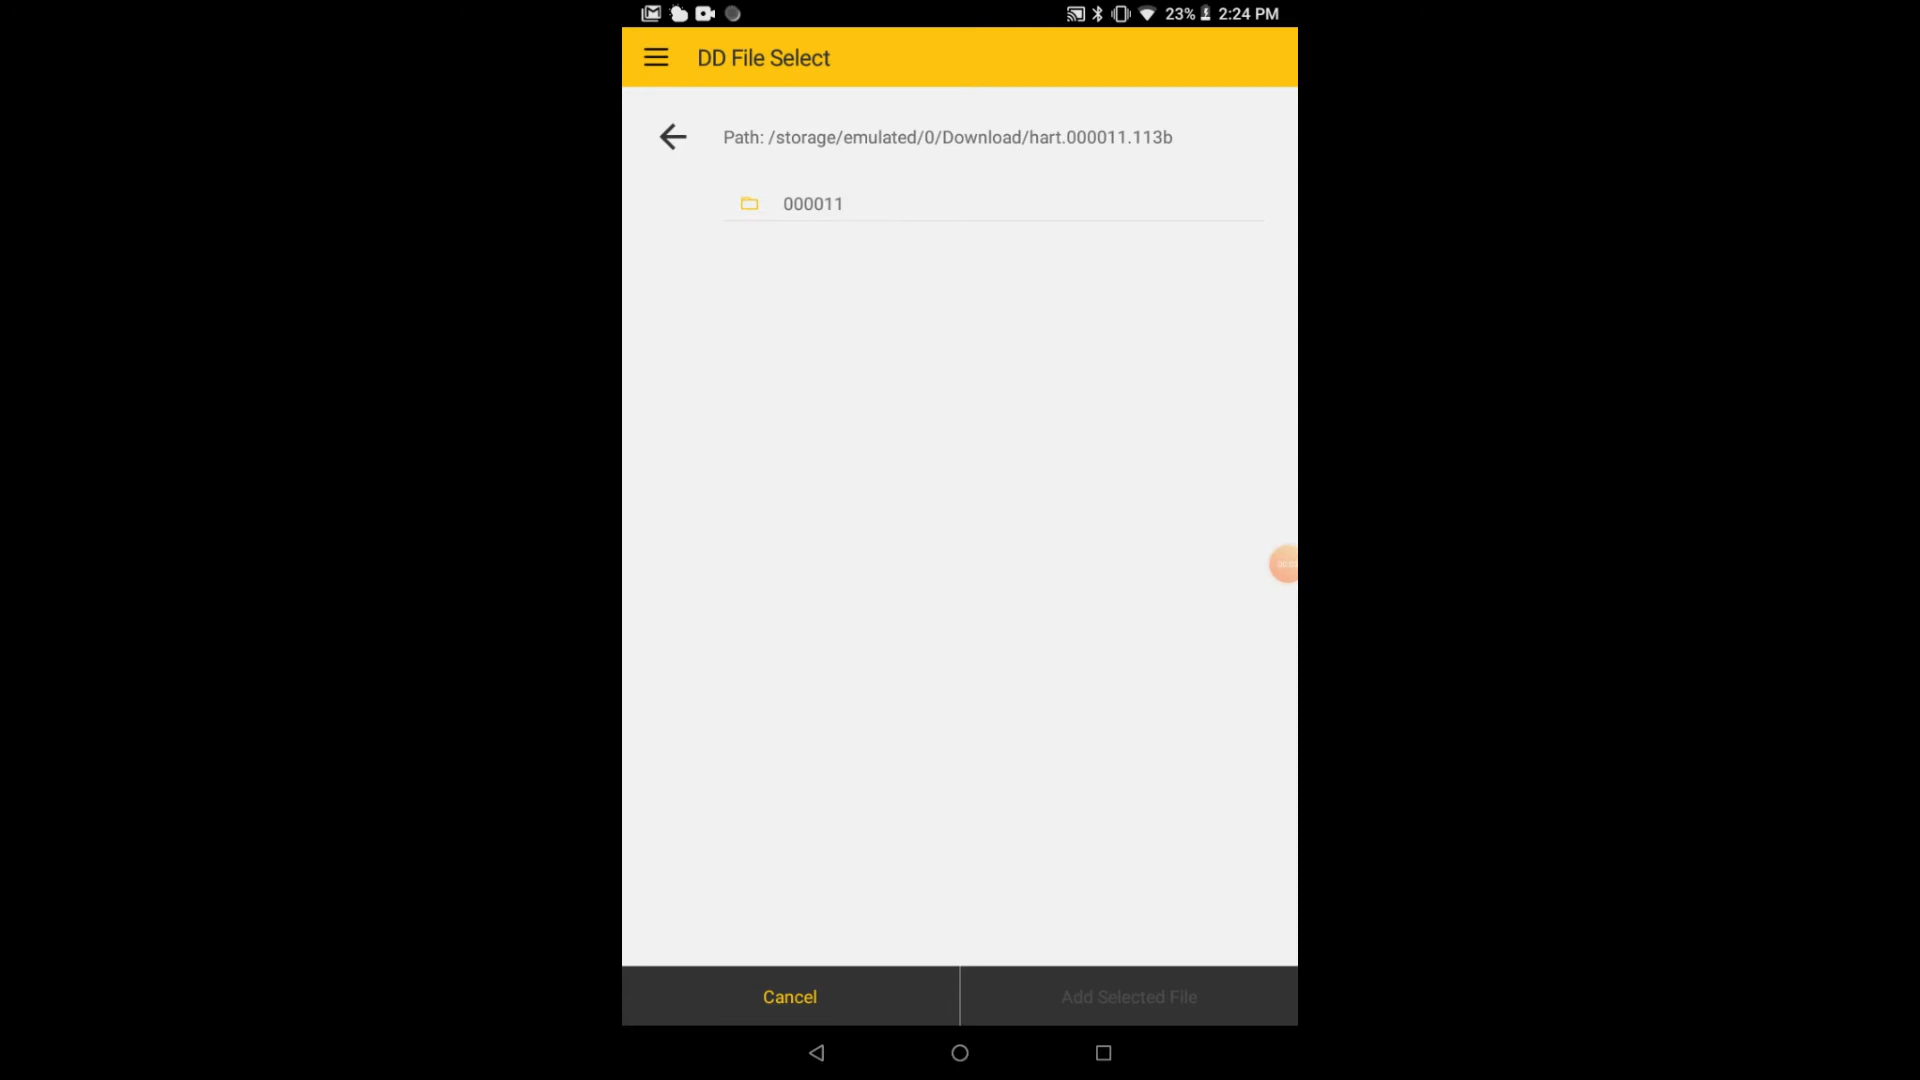 23% 2:24 PM
DD File Select
Path: /storage/emulated/0/Download/hart.000011.113b
000011
Cancel
Add Selected File